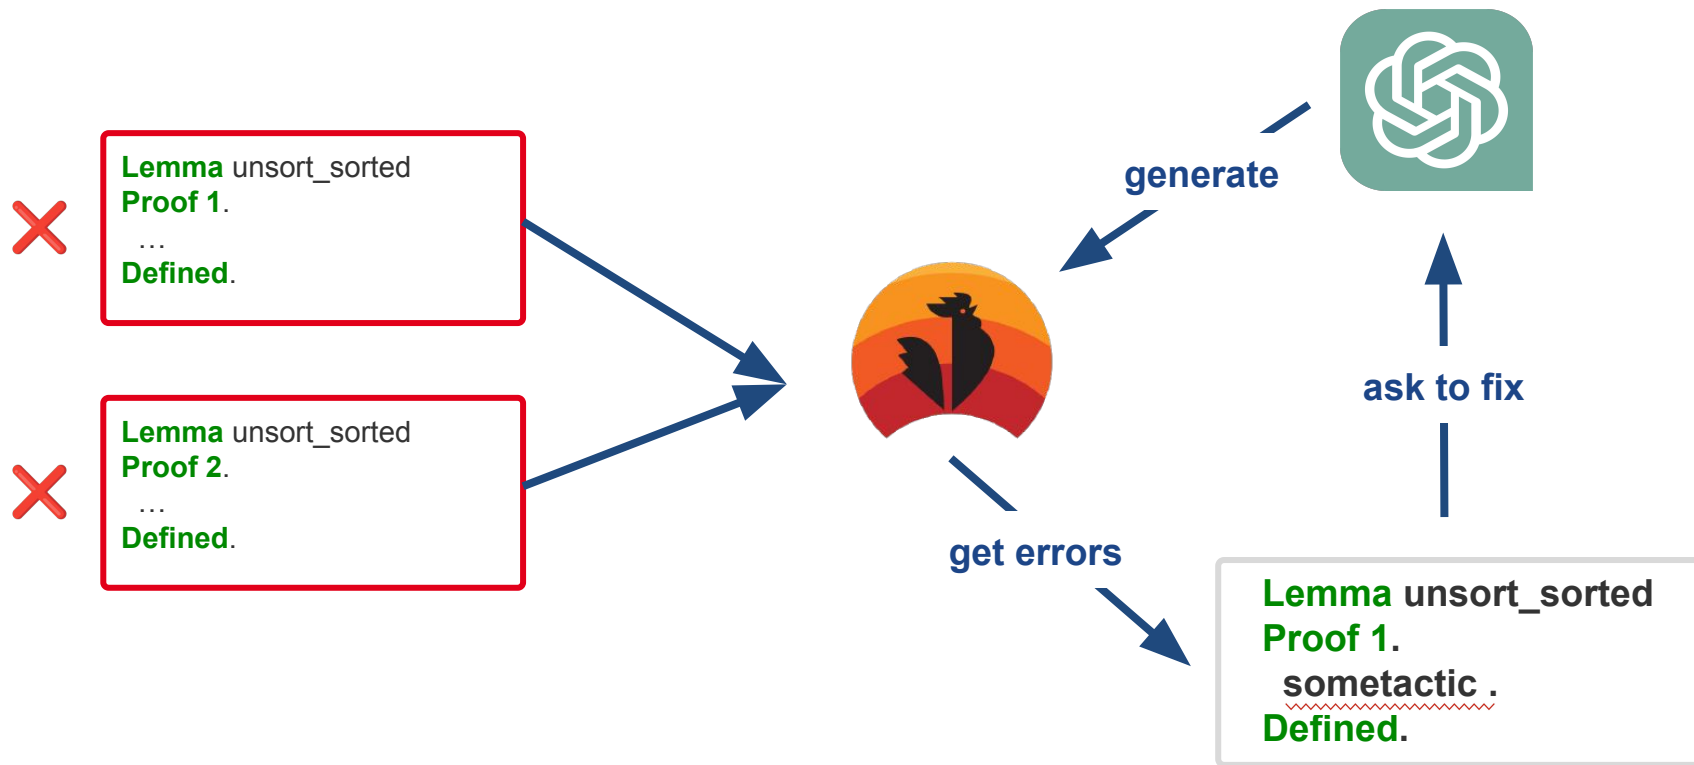 Lemma unsort_sorted
Proof 1.
…
Defined.
Lemma unsort_sorted
Proof 2.
…
Defined.
generate
ask to fix
get errors
Lemma unsort_sorted
Proof 1.
sometactic .
Defined.